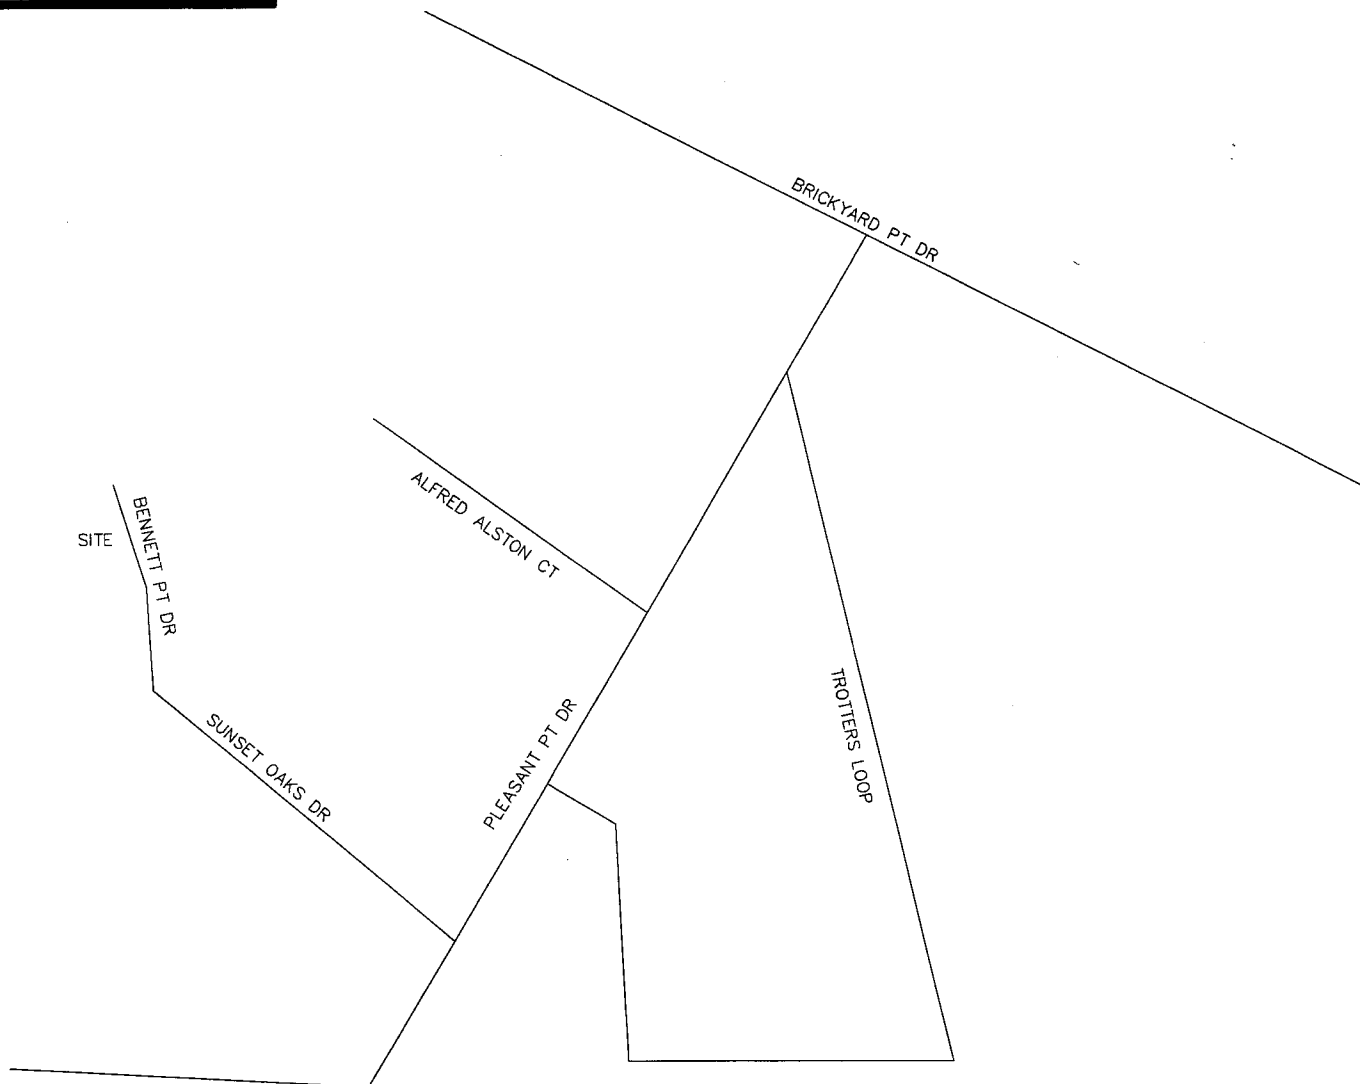 BRICKYARD PT DR
ALFRED ALSTON CT
BENNETT PT DR
SITE
TROTTERS LOOP
PLEASANT PT DR
SUNSET OAKS DR